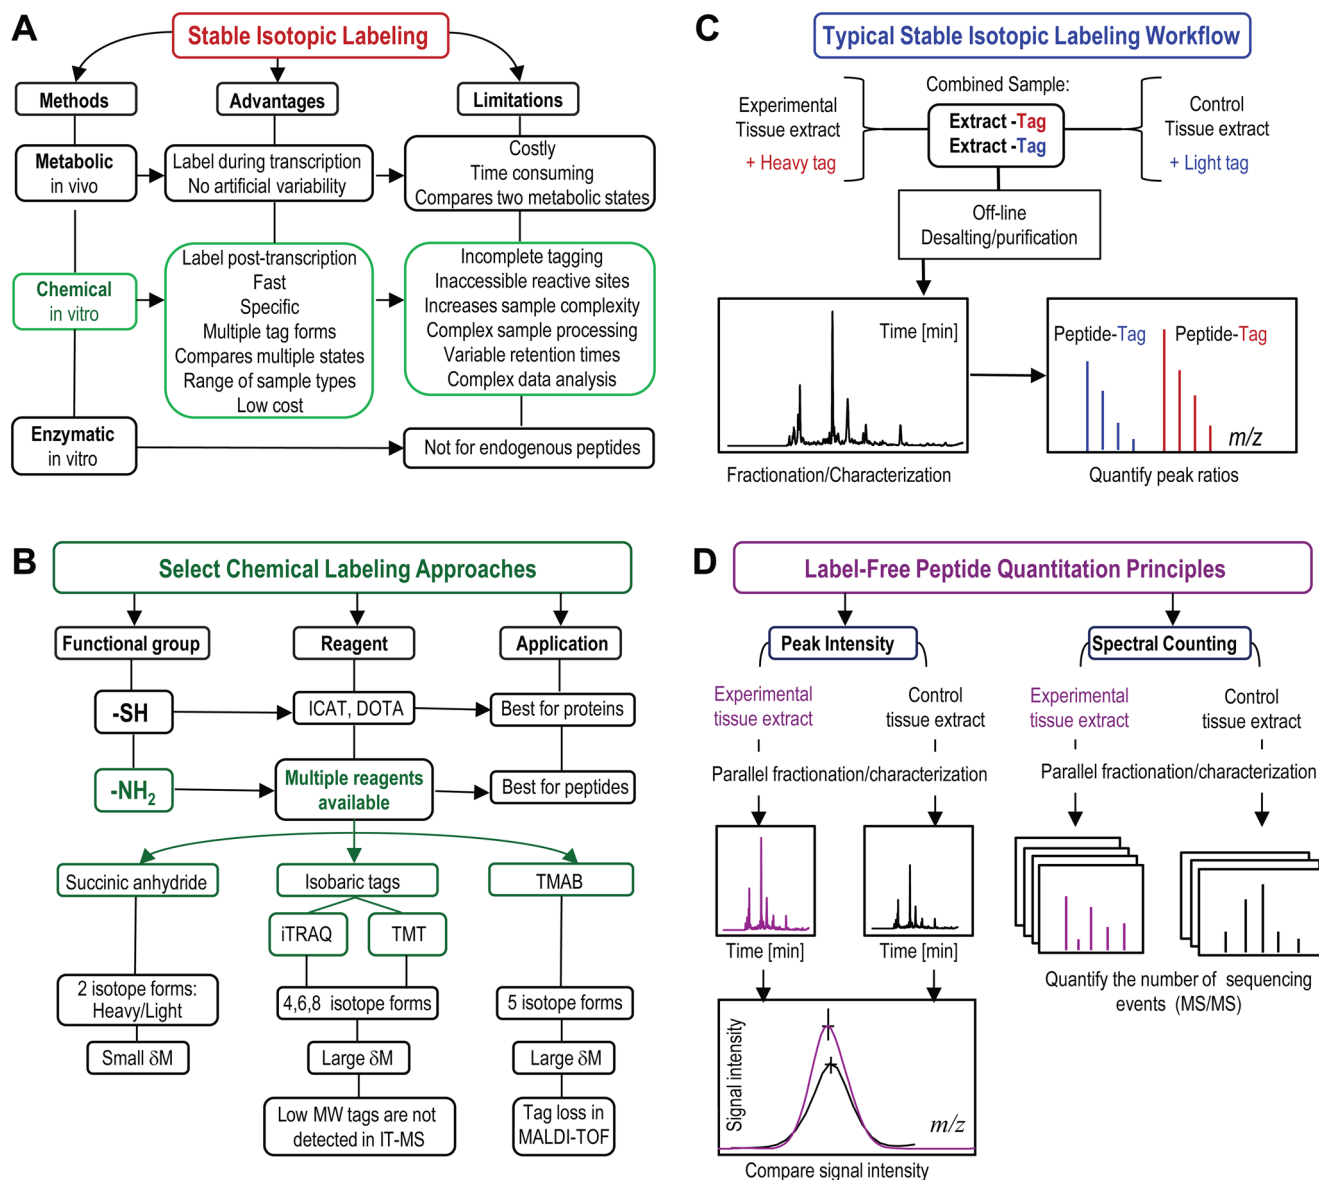 A
Stable Isotopic Labeling
Methods
Advantages
Limitations
Metabolic
in vivo
Label during transcription
No artificial variability
Costly
Time consuming
Compares two metabolic states
Chemical
in vitro
Label post-transcription
Fast
Specific
Multiple tag forms
Compares multiple states
Range of sample types
Low cost
Incomplete tagging
Inaccessible reactive sites
Increases sample complexity
Complex sample processing
Variable retention times
Complex data analysis
Enzymatic
in vitro
Not for endogenous peptides
B
Select Chemical Labeling Approaches
Functional group
Reagent
Application
-SH
ICAT, DOTA
Best for proteins
-NH₂
Multiple reagents
available
Best for peptides
Succinic anhydride
Isobaric tags
TMAB
iTRAQ
TMT
2 isotope forms:
Heavy/Light
4,6,8 isotope forms
5 isotope forms
Small δM
Large δM
Large δM
Low MW tags are not
detected in IT-MS
Tag loss in
MALDI-TOF
C
Typical Stable Isotopic Labeling Workflow
Experimental
Tissue extract
+ Heavy tag
Combined Sample:
Extract -Tag
Extract -Tag
Control
Tissue extract
+ Light tag
Off-line
Desalting/purification
Time [min]
Fractionation/Characterization
Peptide-Tag
Peptide-Tag
m/z
Quantify peak ratios
D
Label-Free Peptide Quantitation Principles
Peak Intensity
Spectral Counting
Experimental
tissue extract
Control
tissue extract
Experimental
tissue extract
Control
tissue extract
Parallel fractionation/characterization
Parallel fractionation/characterization
Time [min]
Time [min]
Quantify the number of sequencing
events (MS/MS)
Signal intensity
m/z
Compare signal intensity